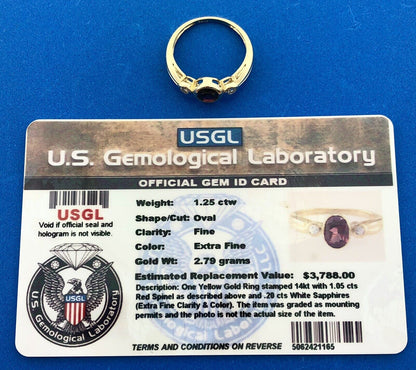 USGL
U.S. Gemological Laboratory
OFFICIAL GEM ID CARD
USGL
Void if official seal and
hologram is not visible.
Weight: 1.25 ctw
Shape/Cut: Oval
Clarity: Fine
Color: Extra Fine
Gold Wt: 2.79 grams
Estimated Replacement Value: $3,788.00
Description: One Yellow Gold Ring stamped 14kt with 1.05 cts
Red Spinel as described above and .20 cts White Sapphires
(Extra Fine Clarity & Color). The item was graded as mounting
permits and the photo is not the actual size of the item.
USGL
U.S.
Gemological Laboratory
TERMS AND CONDITIONS ON REVERSE
5062421165